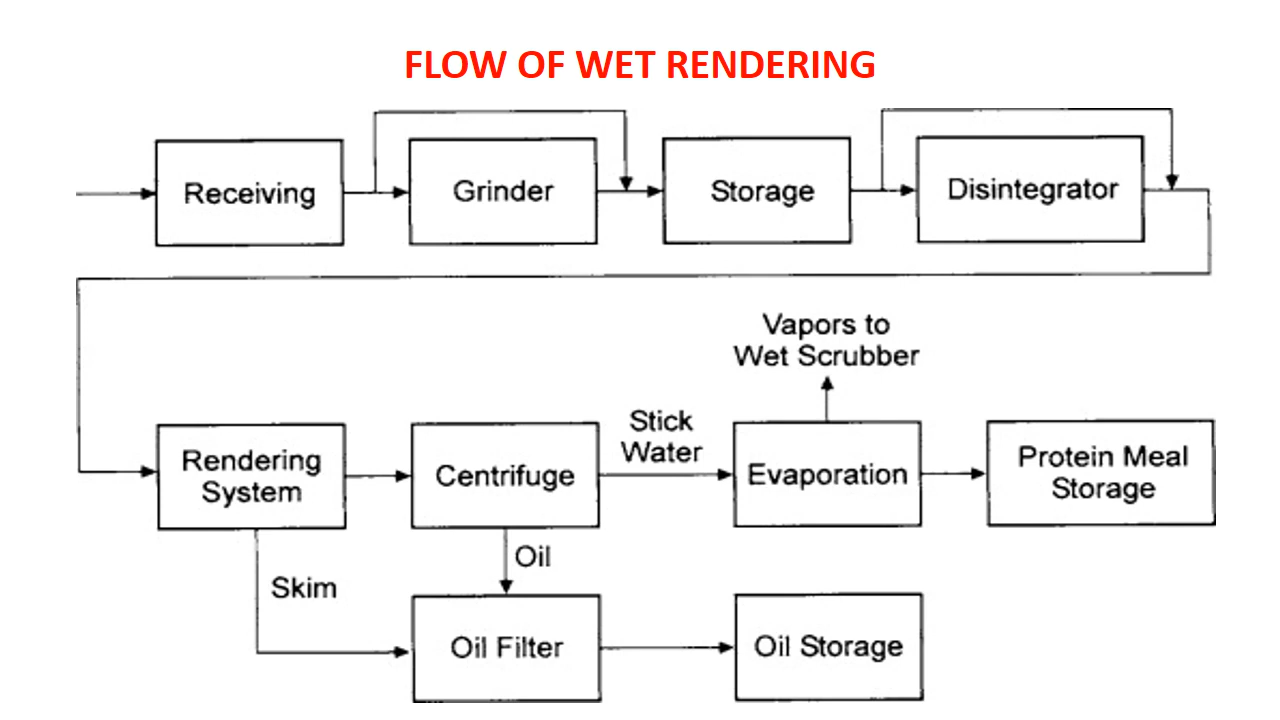 FLOW OF WET RENDERING
Receiving
Grinder
Storage
Disintegrator
Vapors to
Wet Scrubber
Rendering
System
Centrifuge
Stick
Water
Evaporation
Protein Meal
Storage
Skim
Oil
Oil Filter
Oil Storage